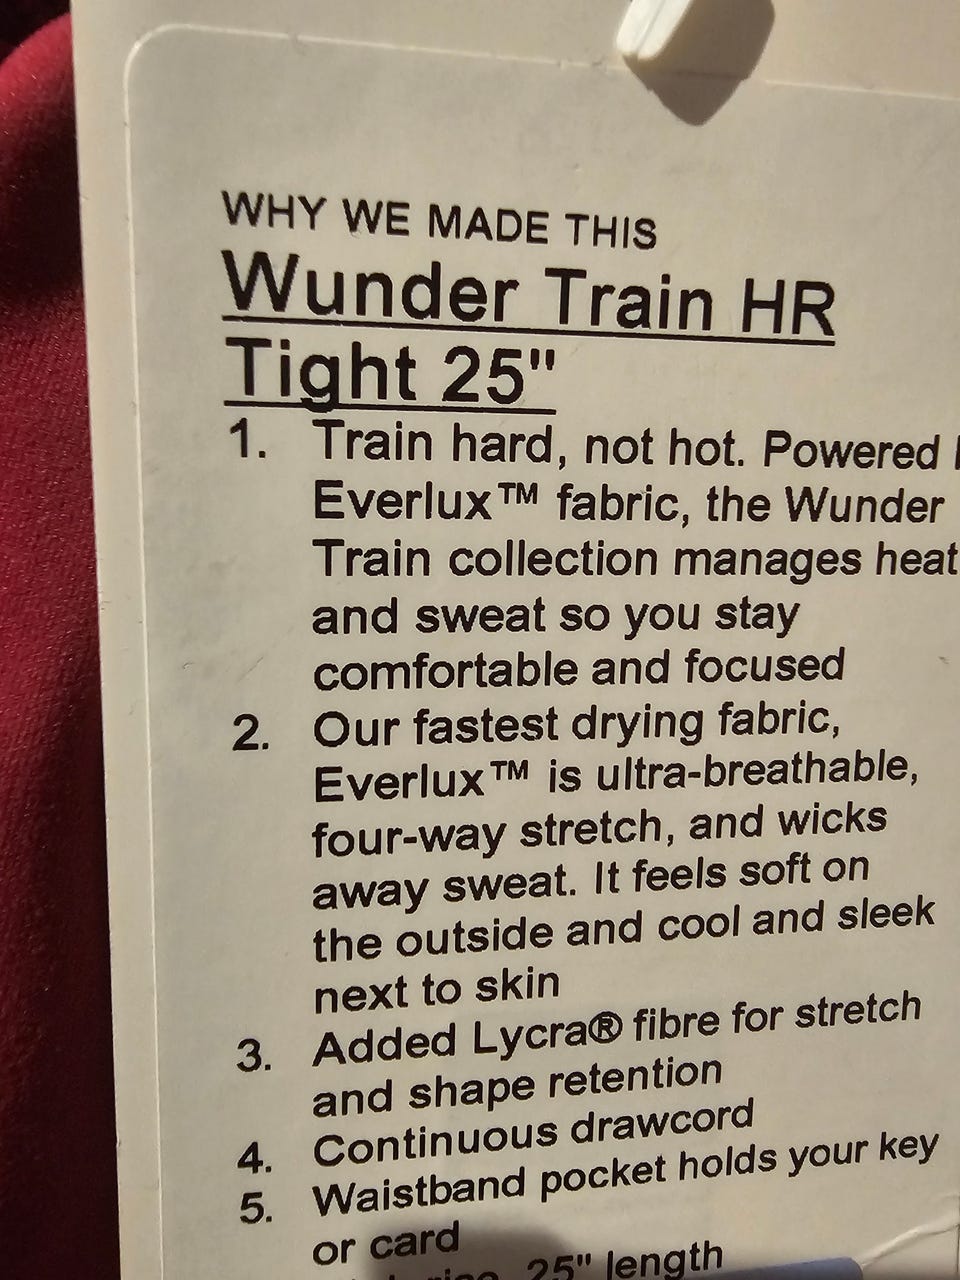 WHY WE MADE THIS
Wunder Train HR
Tight 25"
1. Train hard, not hot. Powered
Everlux™ fabric, the Wunder
Train collection manages heat
and sweat so you stay
comfortable and focused
2. Our fastest drying fabric,
Everlux™ is ultra-breathable,
four-way stretch, and wicks
away sweat. It feels soft on
the outside and cool and sleek
next to skin
3. Added Lycra® fibre for stretch
and shape retention
4. Continuous drawcord
5. Waistband pocket holds your key
or card
25" length